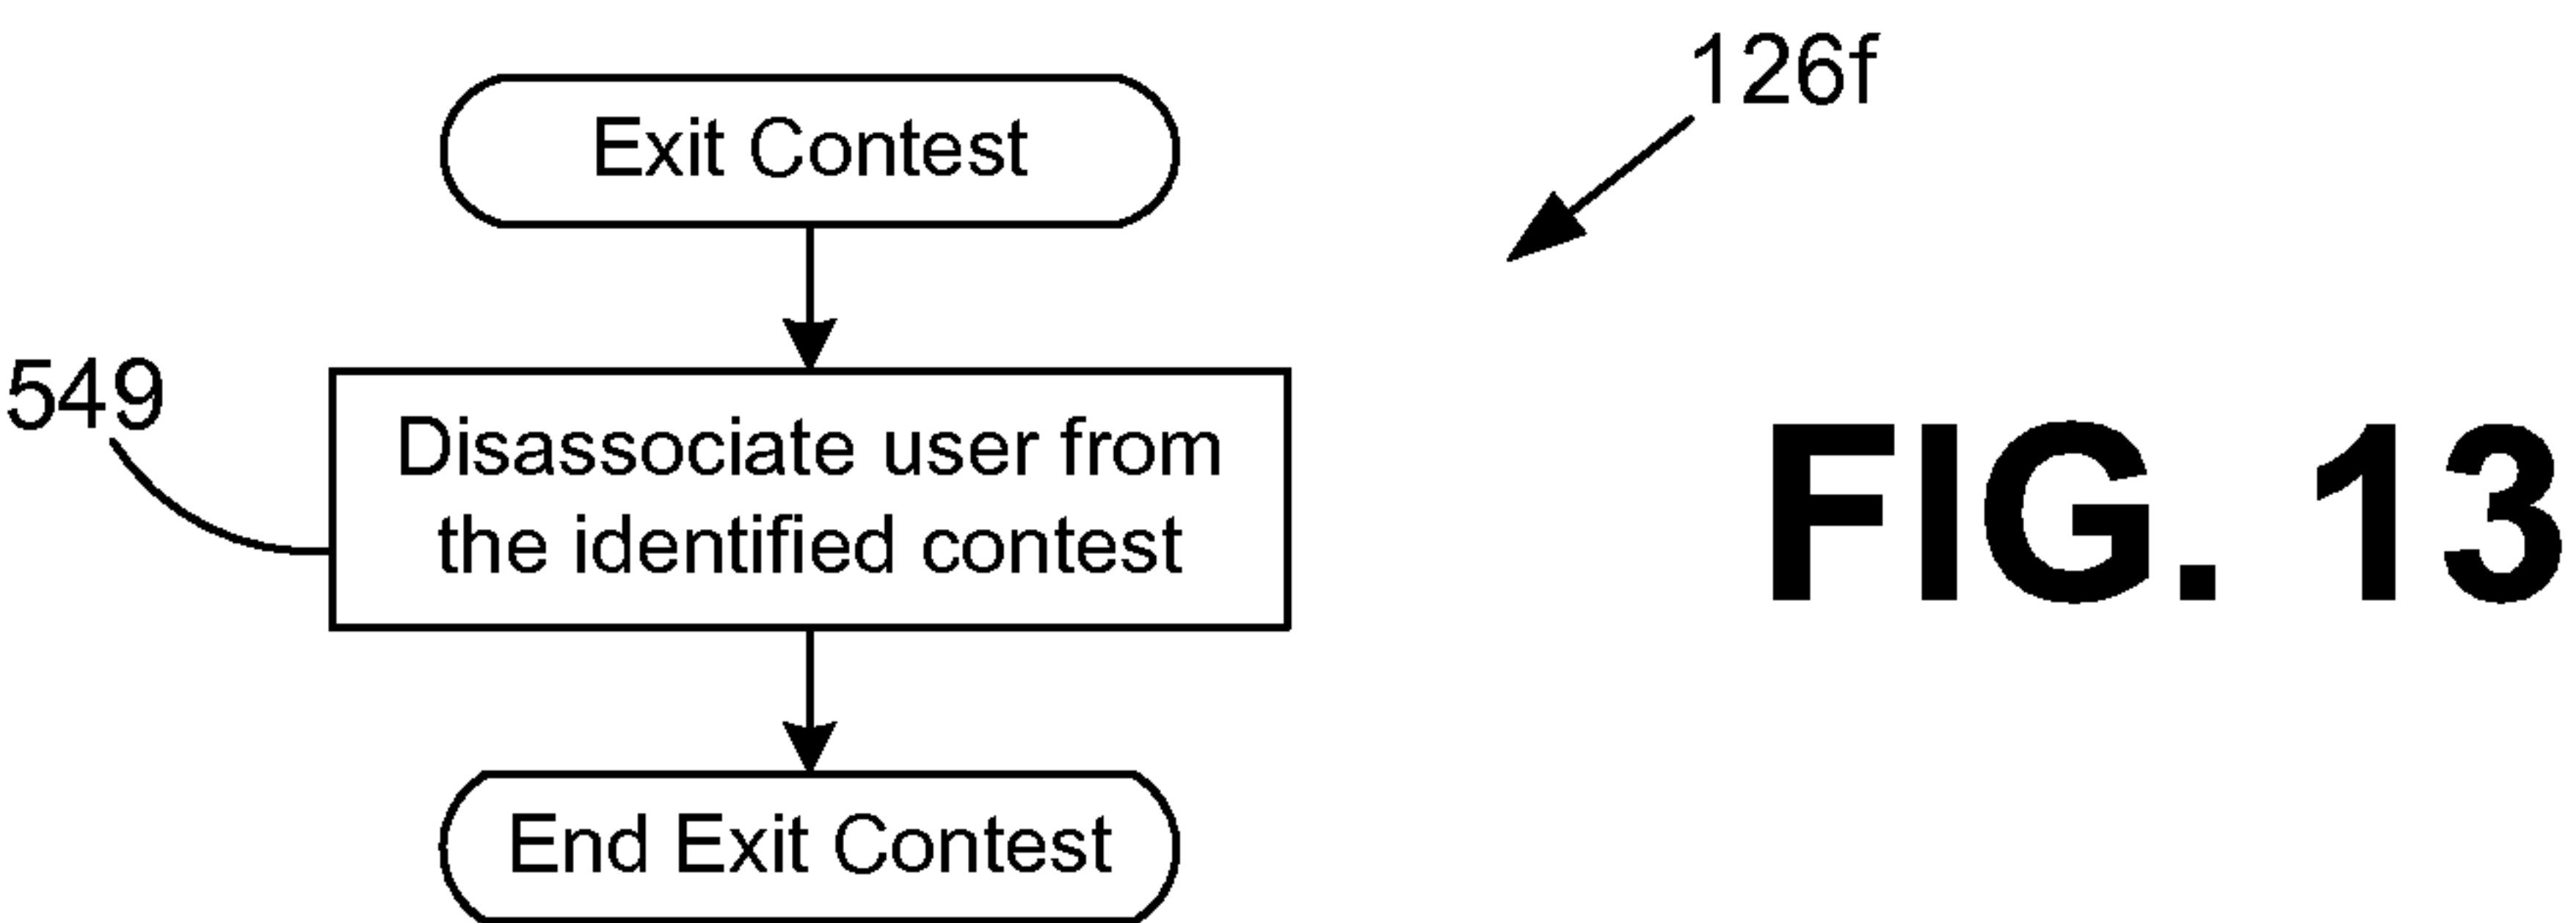 126f
Exit Contest
549
Disassociate user from
the identified contest
FIG. 13
End Exit Contest